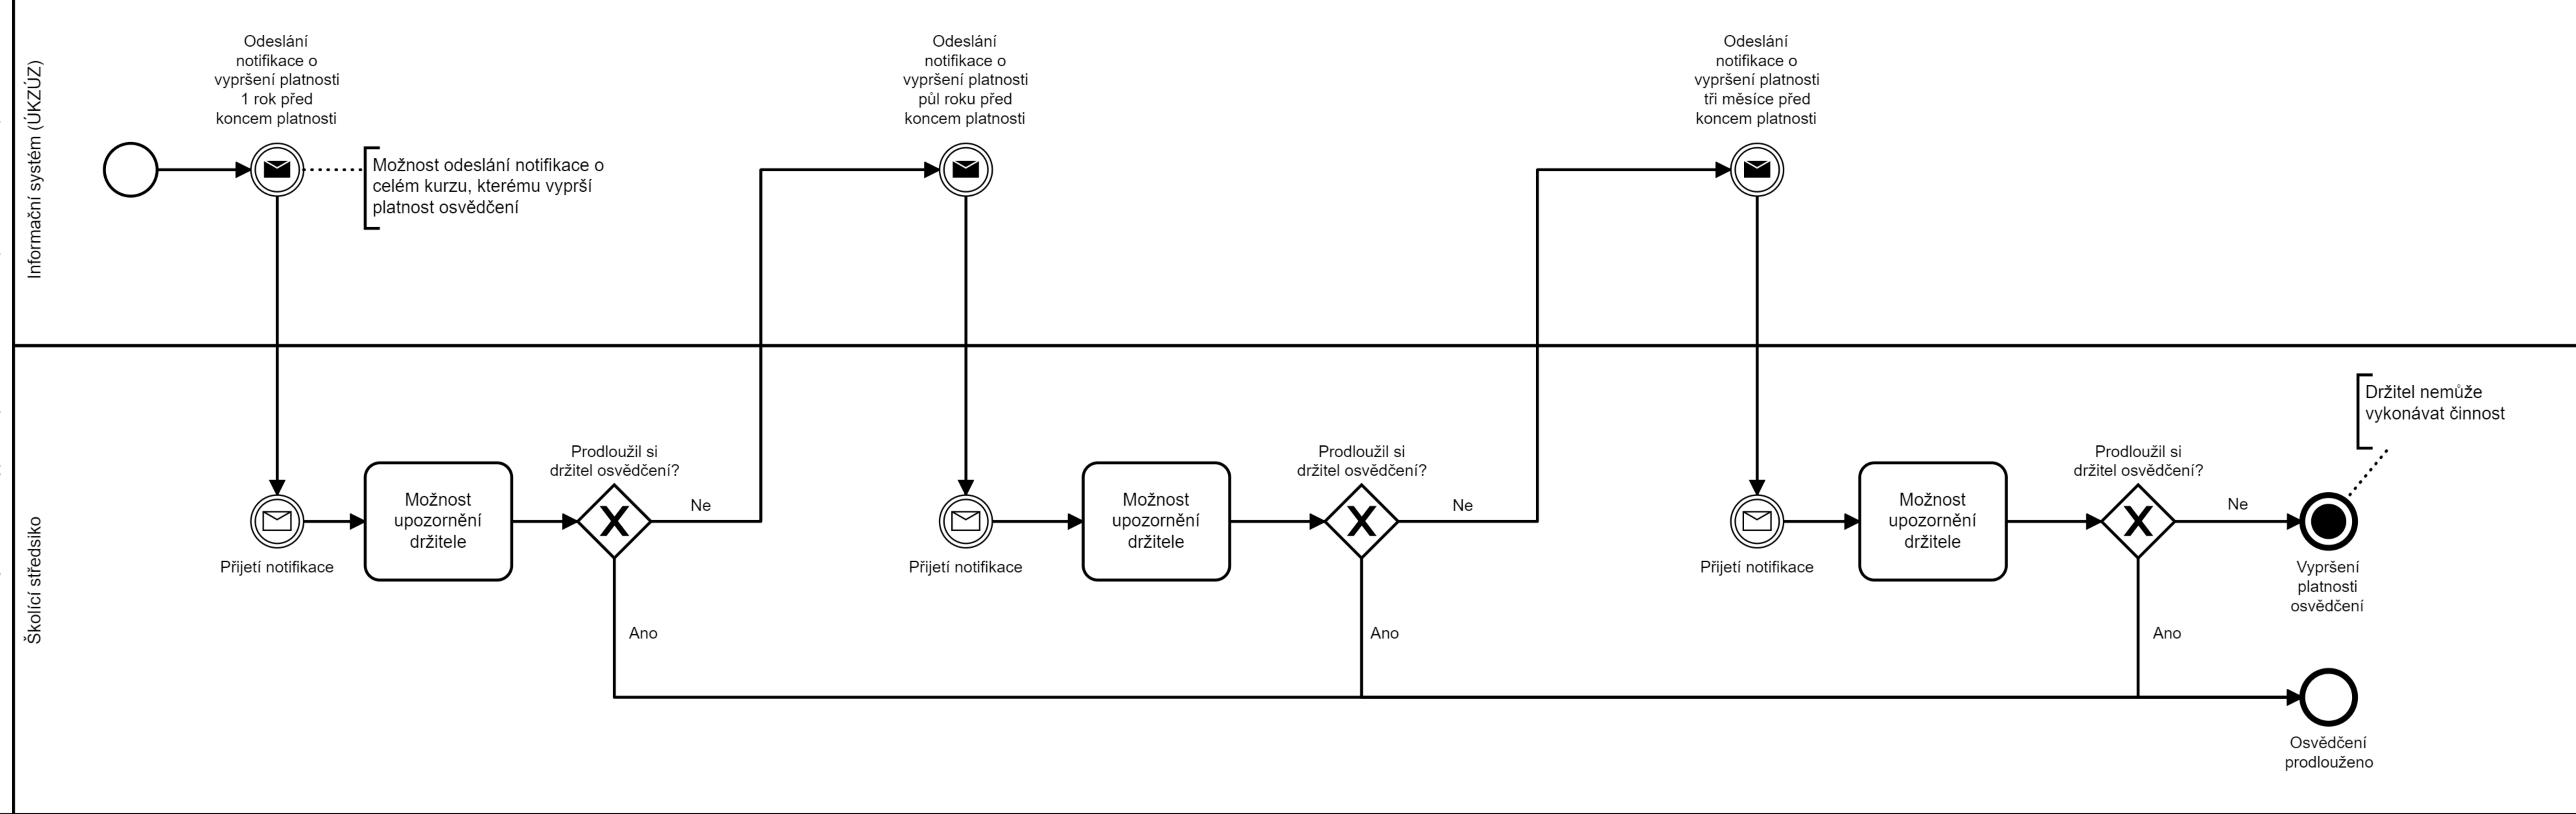 Informační systém (ÚKZÚZ)
Odeslání
notifikace o
vypršení platnosti
1 rok před
koncem platnosti
Možnost odeslání notifikace o
celém kurzu, kterému vyprší
platnost osvědčení
Odeslání
notifikace o
vypršení platnosti
půl roku před
koncem platnosti
Odeslání
notifikace o
vypršení platnosti
tři měsíce před
koncem platnosti
Školící středsiko
Přijetí notifikace
Možnost
upozornění
držitele
Prodloužil si
držitel osvědčení?
Ne
Ano
Přijetí notifikace
Možnost
upozornění
držitele
Prodloužil si
držitel osvědčení?
Ne
Ano
Přijetí notifikace
Možnost
upozornění
držitele
Prodloužil si
držitel osvědčení?
Ne
Ano
Držitel nemůže
vykonávat činnost
Vypršení
platnosti
osvědčení
Osvědčení
prodlouženo